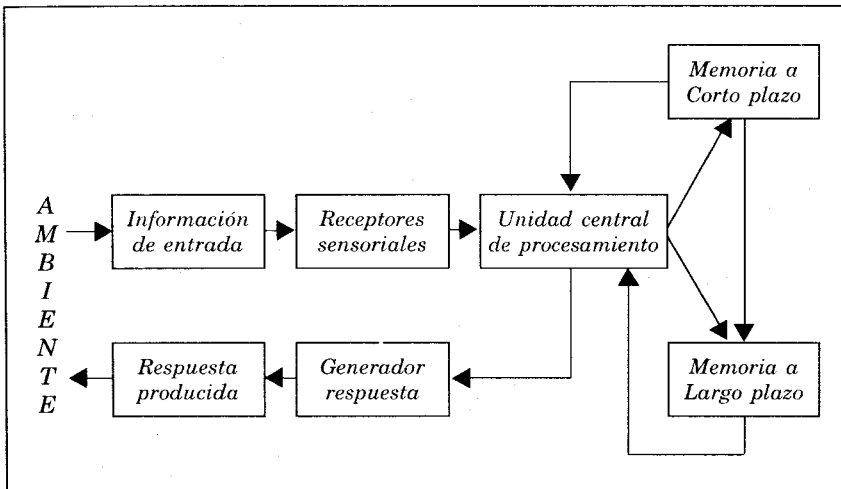 Memoria a
Corto plazo
AMBIENTE
Información
de entrada
Receptores
sensoriales
Unidad central
de procesamiento
Respuesta
producida
Generador
respuesta
Memoria a
Largo plazo